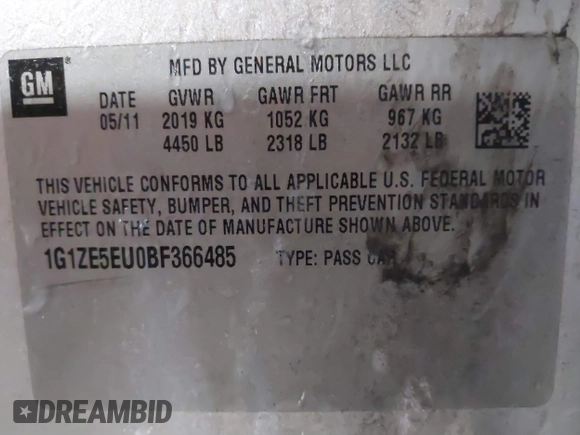 GM
®
MFD BY GENERAL MOTORS LLC
DATE GVWR GAWR FRT GAWR RR
05/11 2019 KG 1052 KG 967 KG
4450 LB 2318 LB 2132 LB
THIS VEHICLE CONFORMS TO ALL APPLICABLE U.S. FEDERAL MOTOR
VEHICLE SAFETY, BUMPER, AND THEFT PREVENTION STANDARDS IN
EFFECT ON THE DATE OF MANUFACTURE SHOWN ABOVE.
1G1ZE5EU0BF366485 TYPE: PASS CAR
DREAMBID